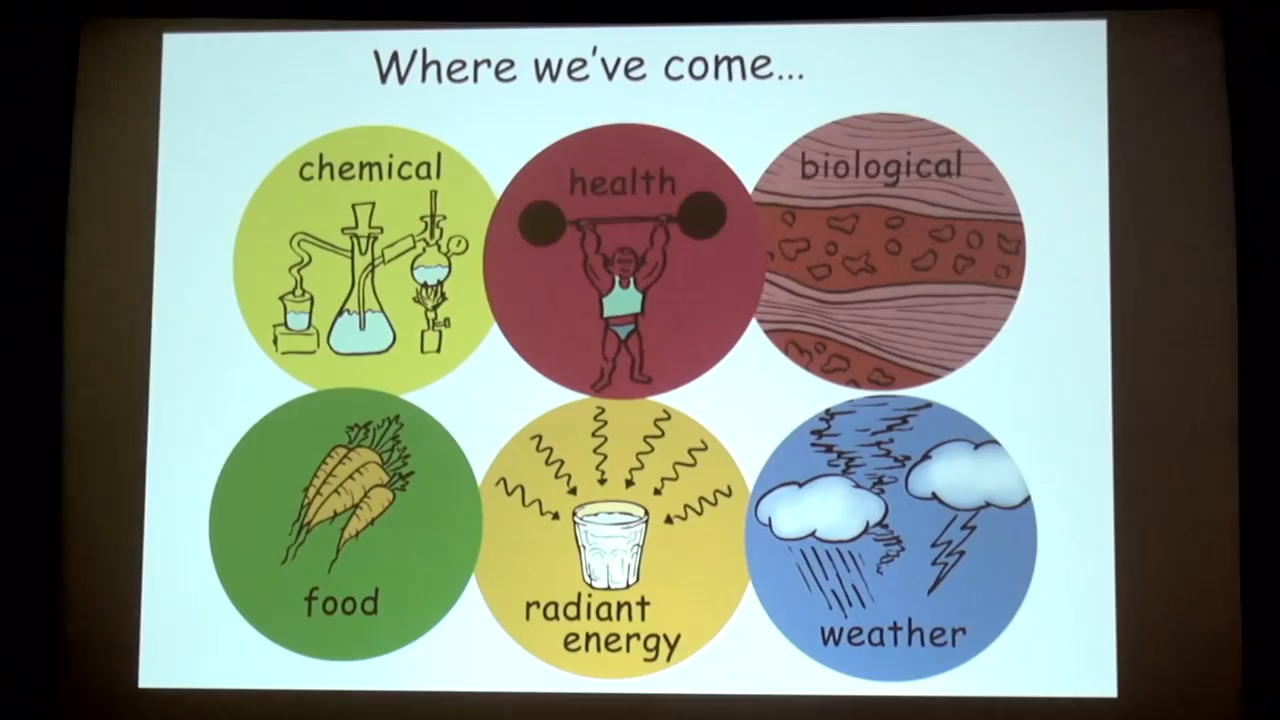 Where we've come...
chemical
health
biological
food
radiant
energy
weather